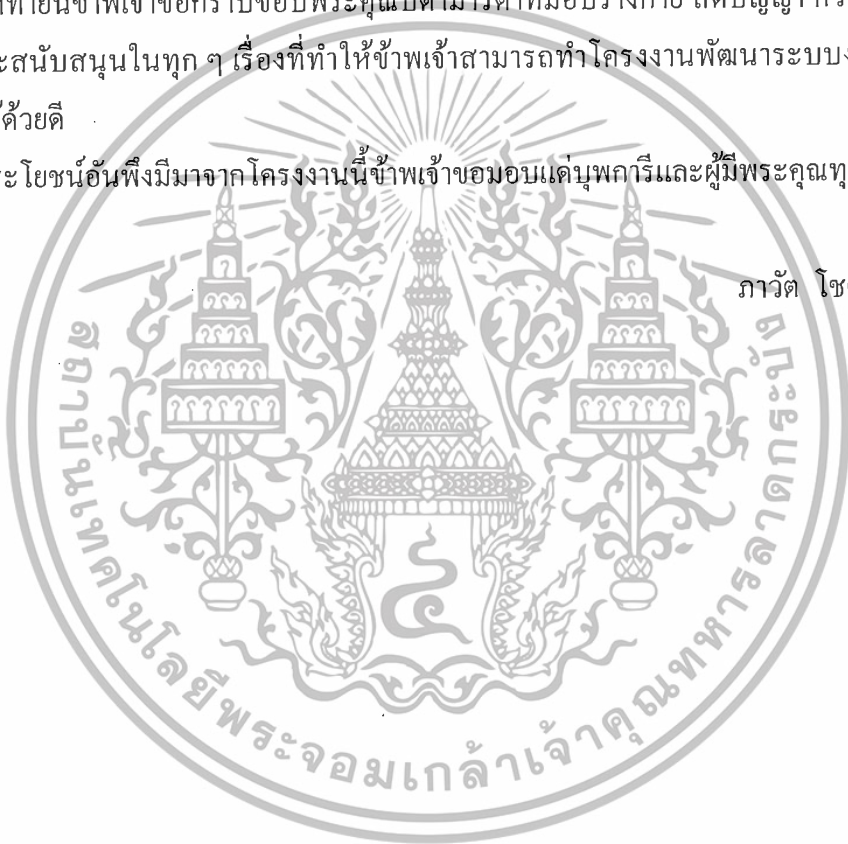 ะสนับสนุนในทุก ๆ เรื่องที่ทำให้ข้าพเจ้าสามารถทำโครงงานพัฒนาระบบง
ด้วยดี
ระโยชน์อันพึงมีมาจากโครงงานนี้ข้าพเจ้าขอมอบแด่บุพการีและผู้มีพระคุณทุ
ภาวัต โช
สถาบันเทคโนโลยีพระจอมเกล้าเจ้าคุณทหารลาดกระบัง
๔